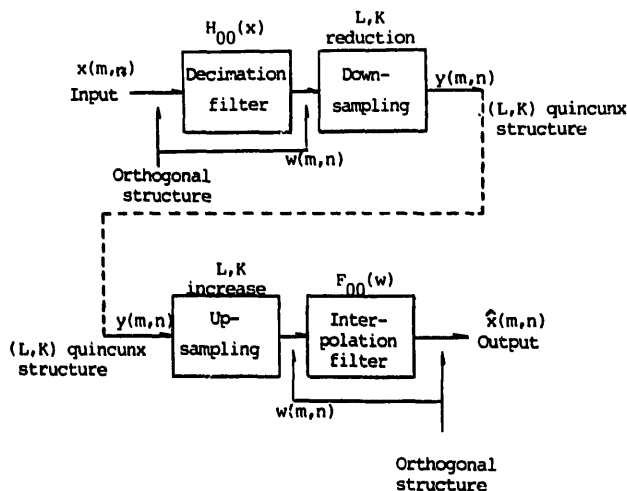 H00(x)
L,K
reduction
x(m,n)
Input
Decimation
filter
Down-
sampling
y(m,n)
(L,K) quincunx
structure
w(m,n)
Orthogonal
structure
L,K
increase
F00(w)
y(m,n)
Up-
sampling
Inter-
polation
filter
x̂(m,n)
Output
(L,K) quincunx
structure
w(m,n)
Orthogonal
structure